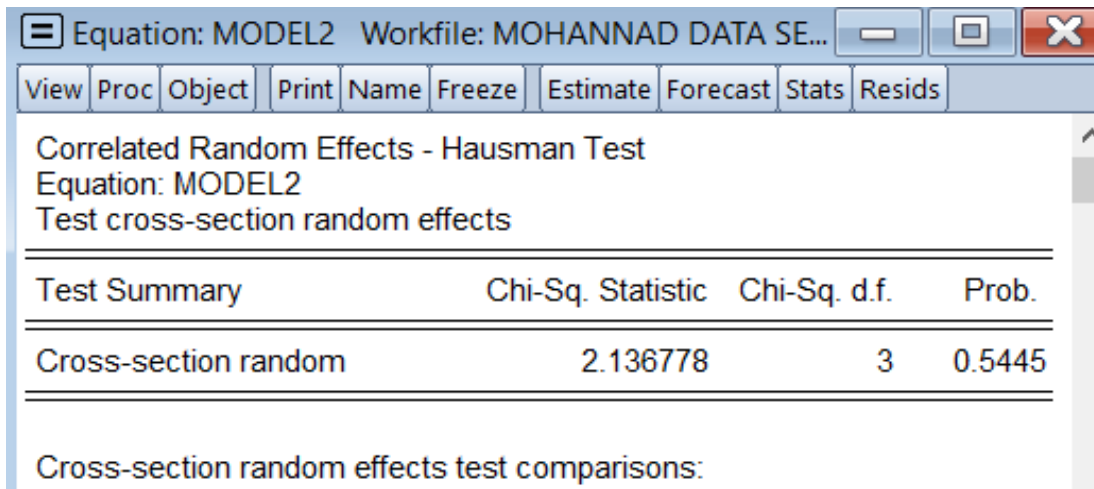 Equation: MODEL2 Workfile: MOHANNAD DATA SE...
View Proc Object Print Name Freeze Estimate Forecast Stats Resids
Correlated Random Effects - Hausman Test
Equation: MODEL2
Test cross-section random effects
Test Summary Chi-Sq. Statistic Chi-Sq. d.f. Prob.
Cross-section random 2.136778 3 0.5445
Cross-section random effects test comparisons: